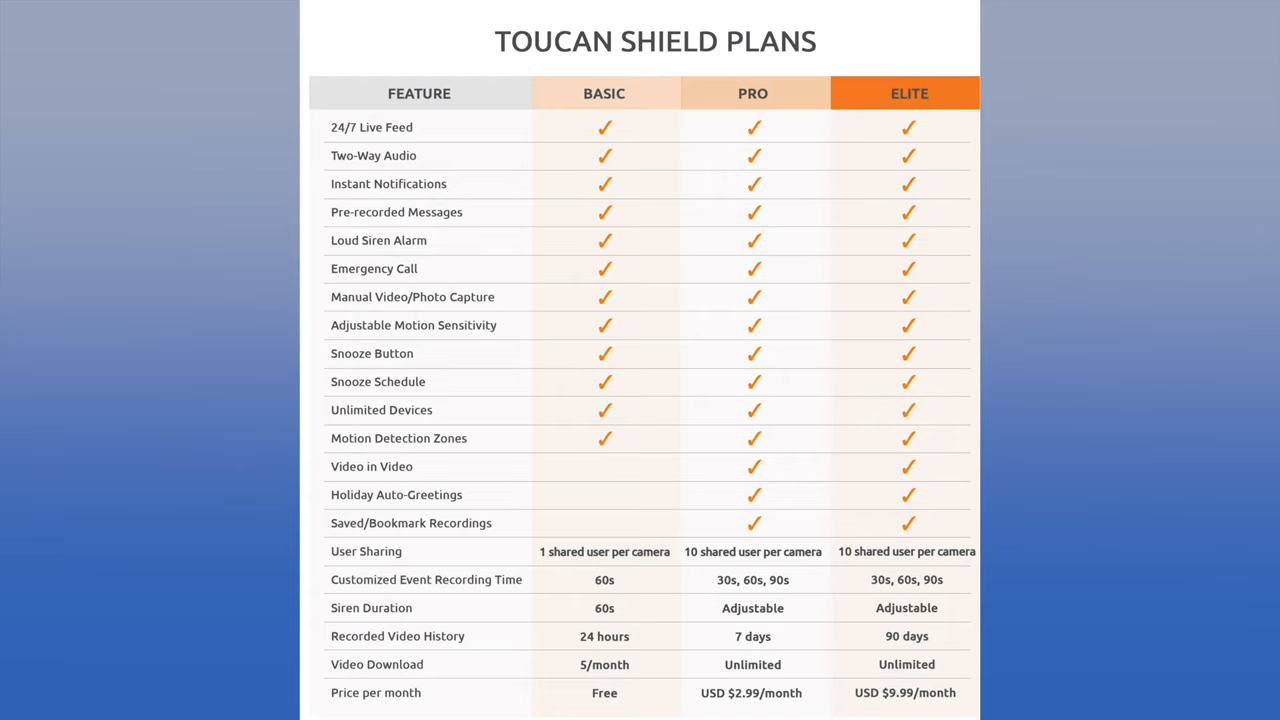 TOUCAN SHIELD PLANS
FEATURE BASIC PRO ELITE
24/7 Live Feed ✓ ✓ ✓
Two-Way Audio ✓ ✓ ✓
Instant Notifications ✓ ✓ ✓
Pre-recorded Messages ✓ ✓ ✓
Loud Siren Alarm ✓ ✓ ✓
Emergency Call ✓ ✓ ✓
Manual Video/Photo Capture ✓ ✓ ✓
Adjustable Motion Sensitivity ✓ ✓ ✓
Snooze Button ✓ ✓ ✓
Snooze Schedule ✓ ✓ ✓
Unlimited Devices ✓ ✓ ✓
Motion Detection Zones ✓ ✓ ✓
Video in Video ✓ ✓
Holiday Auto-Greetings ✓ ✓
Saved/Bookmark Recordings ✓ ✓
User Sharing 1 shared user per camera 10 shared user per camera 10 shared user per camera
Customized Event Recording Time 60s 30s, 60s, 90s 30s, 60s, 90s
Siren Duration 60s Adjustable Adjustable
Recorded Video History 24 hours 7 days 90 days
Video Download 5/month Unlimited Unlimited
Price per month Free USD $2.99/month USD $9.99/month